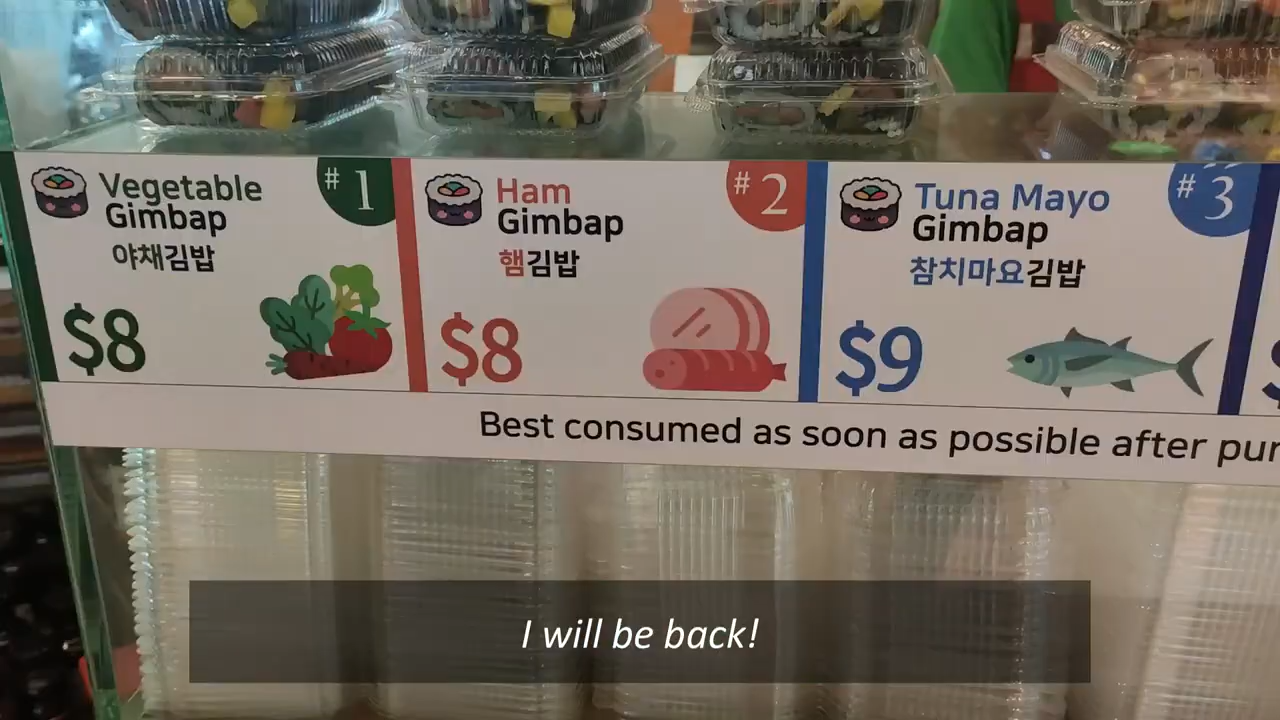 Vegetable
Gimbap
야채김밥
#1
$8
Ham
Gimbap
햄김밥
#2
$8
Tuna Mayo
Gimbap
참치마요김밥
#3
$9
$
Best consumed as soon as possible after pur
I will be back!